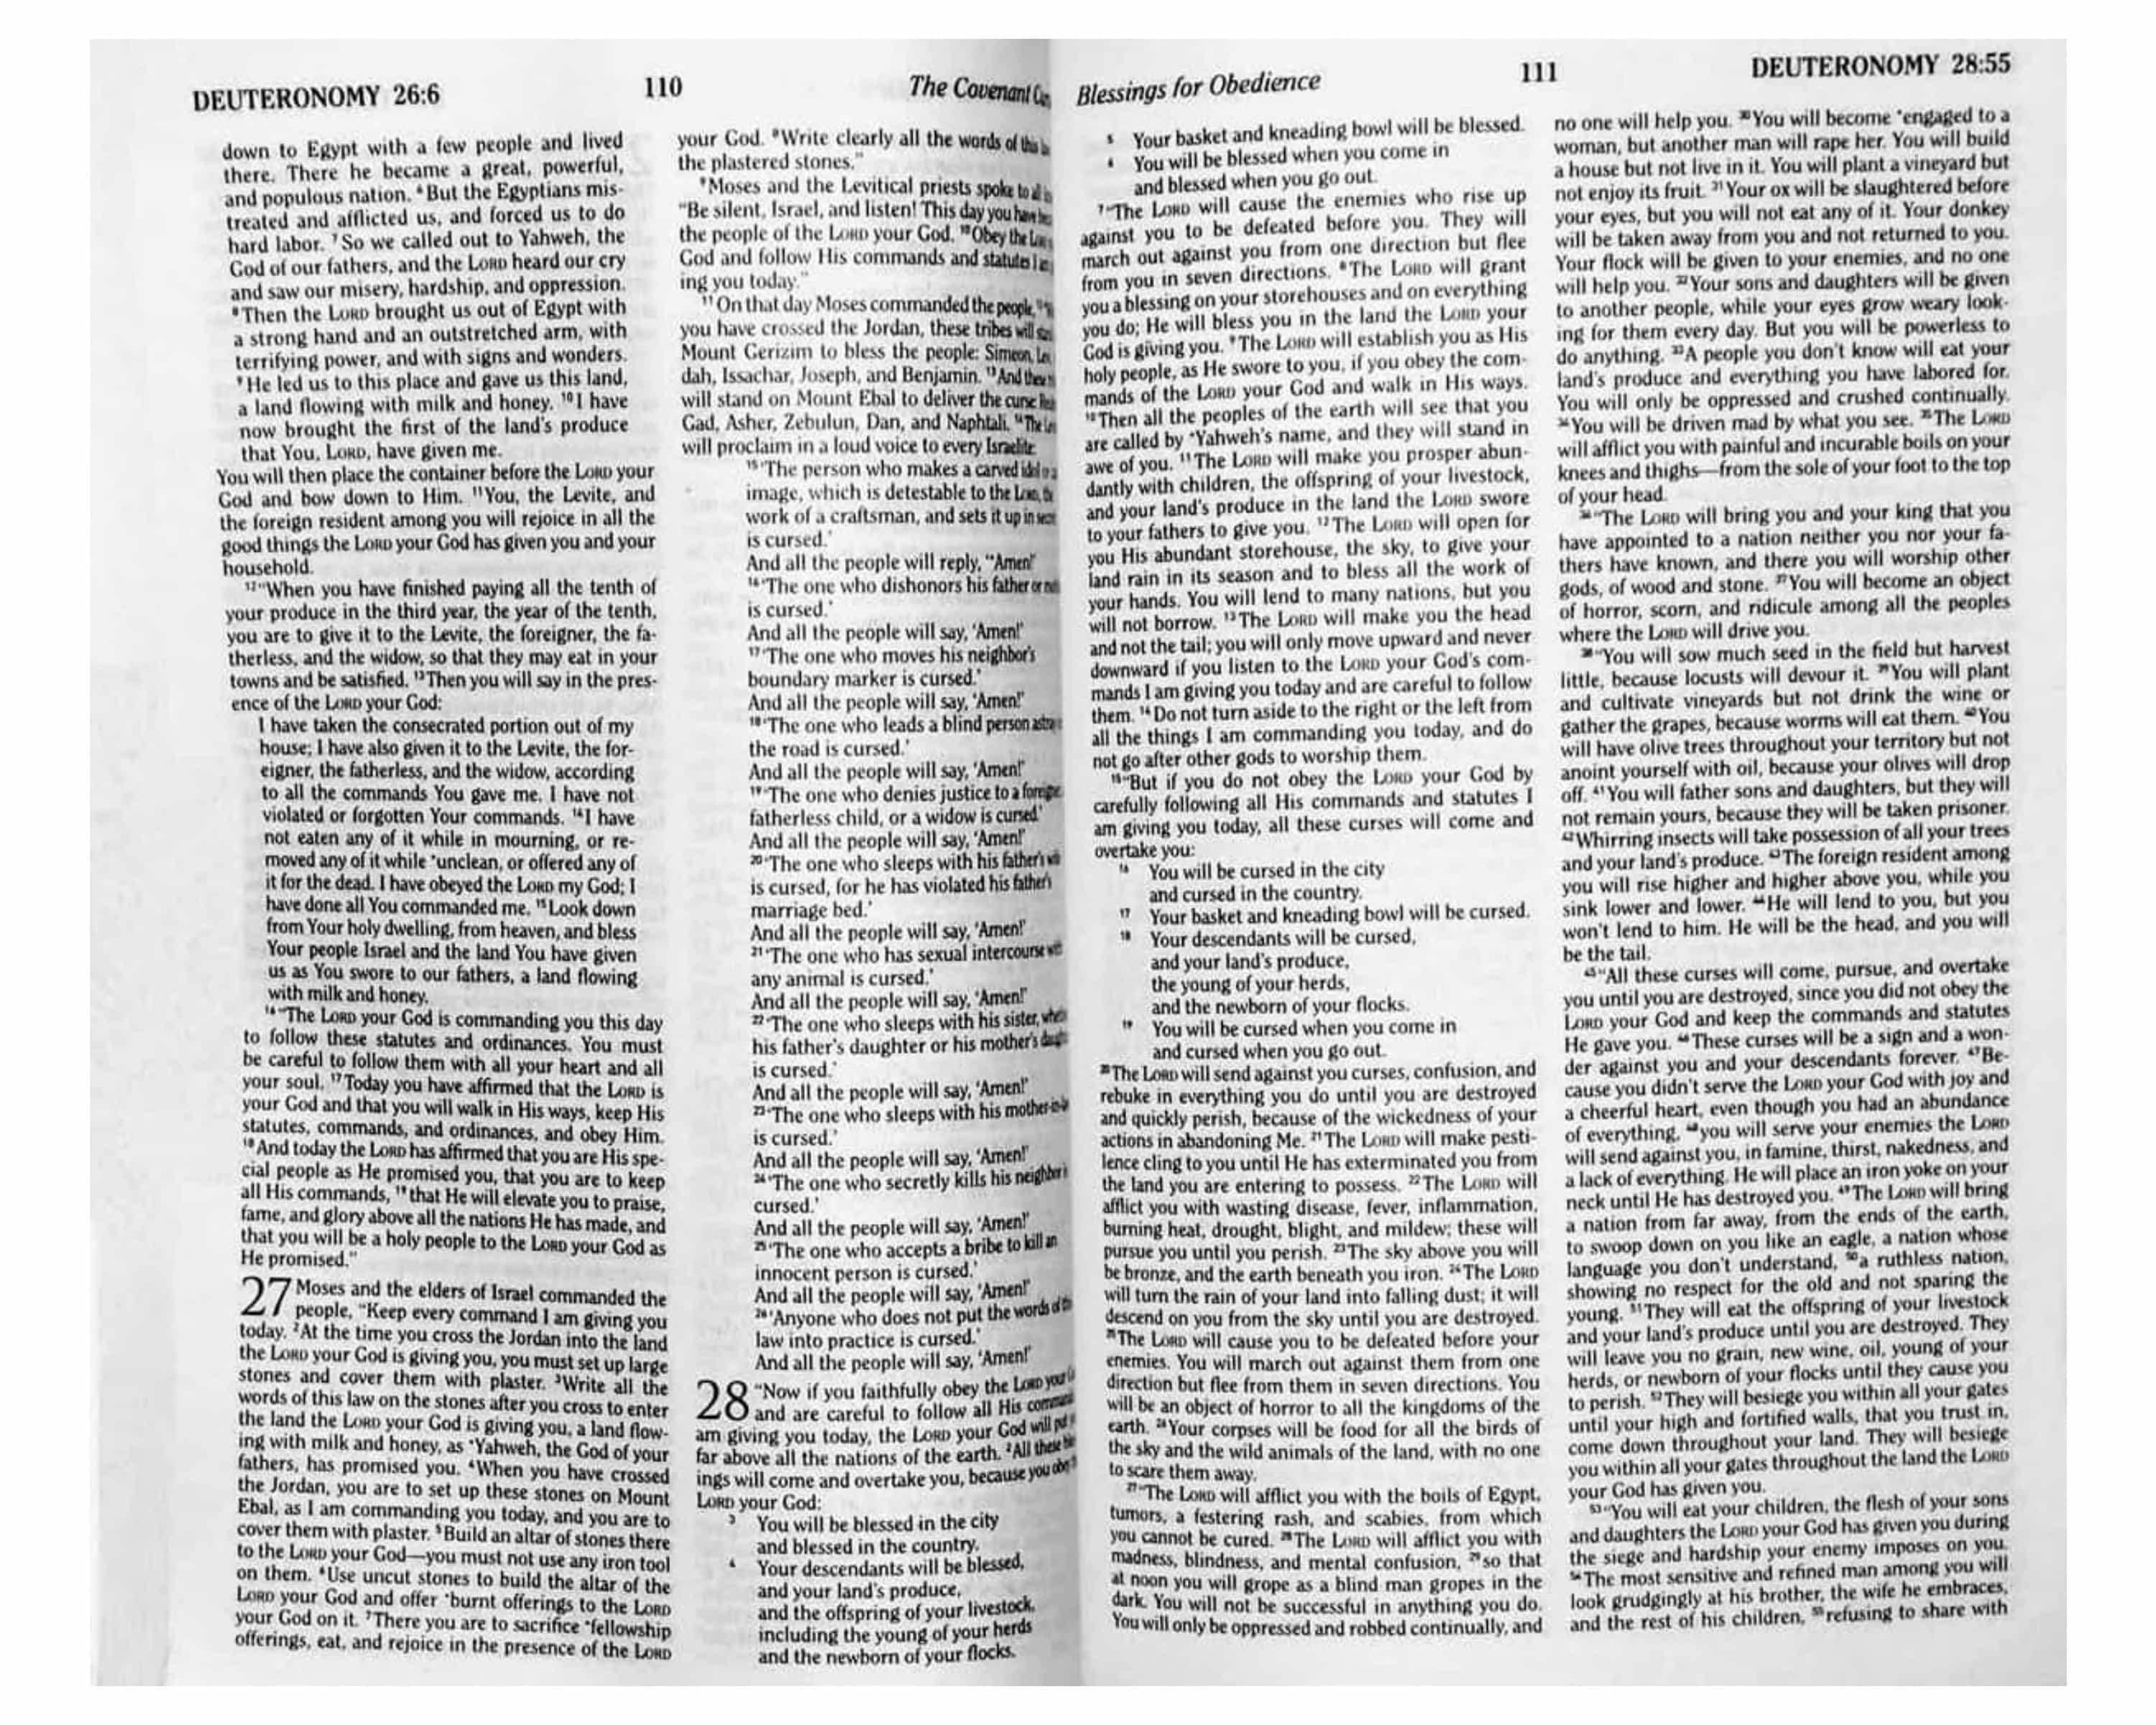 DEUTERONOMY 26:6
110
The Covenant
down to Egypt with a few people and lived
there. There he became a great, powerful,
and populous nation. ⁶But the Egyptians mis-
treated and afflicted us, and forced us to do
hard labor. ⁷So we called out to Yahweh, the
God of our fathers, and the LORD heard our cry
and saw our misery, hardship, and oppression.
⁸Then the LORD brought us out of Egypt with
a strong hand and an outstretched arm, with
terrifying power, and with signs and wonders.
⁹He led us to this place and gave us this land,
a land flowing with milk and honey. ¹⁰I have
now brought the first of the land's produce
that You, LORD, have given me.
You will then place the container before the LORD your
God and bow down to Him. ¹¹You, the Levite, and
the foreign resident among you will rejoice in all the
good things the LORD your God has given you and your
household.
¹²"When you have finished paying all the tenth of
your produce in the third year, the year of the tenth,
you are to give it to the Levite, the foreigner, the fa-
therless, and the widow, so that they may eat in your
towns and be satisfied. ¹³Then you will say in the pres-
ence of the LORD your God:
I have taken the consecrated portion out of my
house; I have also given it to the Levite, the for-
eigner, the fatherless, and the widow, according
to all the commands You gave me. I have not
violated or forgotten Your commands. ¹⁴I have
not eaten any of it while in mourning, or re-
moved any of it while *unclean, or offered any of
it for the dead. I have obeyed the LORD my God; I
have done all You commanded me. ¹⁵Look down
from Your holy dwelling, from heaven, and bless
Your people Israel and the land You have given
us as You swore to our fathers, a land flowing
with milk and honey.
¹⁶"The LORD your God is commanding you this day
to follow these statutes and ordinances. You must
be careful to follow them with all your heart and all
your soul. ¹⁷Today you have affirmed that the LORD is
your God and that you will walk in His ways, keep His
statutes, commands, and ordinances, and obey Him.
¹⁸And today the LORD has affirmed that you are His spe-
cial people as He promised you, that you are to keep
all His commands, ¹⁹that He will elevate you to praise,
fame, and glory above all the nations He has made, and
that you will be a holy people to the LORD your God as
He promised."
27 Moses and the elders of Israel commanded the
people, "Keep every command I am giving you
today. ²At the time you cross the Jordan into the land
the LORD your God is giving you, you must set up large
stones and cover them with plaster. ³Write all the
words of this law on the stones after you cross to enter
the land the LORD your God is giving you, a land flow-
ing with milk and honey, as *Yahweh, the God of your
fathers, has promised you. ⁴When you have crossed
the Jordan, you are to set up these stones on Mount
Ebal, as I am commanding you today, and you are to
cover them with plaster. ⁵Build an altar of stones there
to the LORD your God—you must not use any iron tool
on them. ⁶Use uncut stones to build the altar of the
LORD your God and offer *burnt offerings to the LORD
your God on it. ⁷There you are to sacrifice *fellowship
offerings, eat, and rejoice in the presence of the LORD
your God. ⁸Write clearly all the words of this
the plastered stones."
⁹Moses and the Levitical priests spoke to all
"Be silent, Israel, and listen! This day you have
the people of the LORD your God. ¹⁰Obey the
God and follow His commands and statutes I
ing you today."
¹¹On that day Moses commanded the people,
you have crossed the Jordan, these tribes will
Mount Gerizim to bless the people: Simeon,
dah, Issachar, Joseph, and Benjamin. ¹³And
will stand on Mount Ebal to deliver the curse
Gad, Asher, Zebulun, Dan, and Naphtali. ¹⁴The
will proclaim in a loud voice to every Israelite:
¹⁵'The person who makes a carved idol
image, which is detestable to the LORD,
work of a craftsman, and sets it up in
is cursed.'
And all the people will reply, "Amen!'
¹⁶'The one who dishonors his father or
is cursed.'
And all the people will say, 'Amen!'
¹⁷'The one who moves his neighbor's
boundary marker is cursed.'
And all the people will say, 'Amen!'
¹⁸'The one who leads a blind person
the road is cursed.'
And all the people will say, 'Amen!'
¹⁹'The one who denies justice to a
fatherless child, or a widow is cursed.'
And all the people will say, 'Amen!'
²⁰'The one who sleeps with his father's
is cursed, for he has violated his father's
marriage bed.'
And all the people will say, 'Amen!'
²¹'The one who has sexual intercourse with
any animal is cursed.'
And all the people will say, 'Amen!'
²²'The one who sleeps with his sister,
his father's daughter or his mother's
is cursed.'
And all the people will say, 'Amen!'
²³'The one who sleeps with his mother-in-
is cursed.'
And all the people will say, 'Amen!'
²⁴'The one who secretly kills his neighbor
cursed.'
And all the people will say, 'Amen!'
²⁵'The one who accepts a bribe to kill an
innocent person is cursed.'
And all the people will say, 'Amen!'
²⁶'Anyone who does not put the words of
law into practice is cursed.'
And all the people will say, 'Amen!'
28 "Now if you faithfully obey the LORD your
and are careful to follow all His
am giving you today, the LORD your God will put
far above all the nations of the earth. ²All these
ings will come and overtake you, because you
LORD your God:
³ You will be blessed in the city
and blessed in the country.
⁴ Your descendants will be blessed,
and your land's produce,
and the offspring of your livestock,
including the young of your herds
and the newborn of your flocks.
Blessings for Obedience
111
DEUTERONOMY 28:55
⁵ Your basket and kneading bowl will be blessed.
⁶ You will be blessed when you come in
and blessed when you go out.
⁷"The LORD will cause the enemies who rise up
against you to be defeated before you. They will
march out against you from one direction but flee
from you in seven directions. ⁸The LORD will grant
you a blessing on your storehouses and on everything
you do; He will bless you in the land the LORD your
God is giving you. ⁹The LORD will establish you as His
holy people, as He swore to you, if you obey the com-
mands of the LORD your God and walk in His ways.
¹⁰Then all the peoples of the earth will see that you
are called by *Yahweh's name, and they will stand in
awe of you. ¹¹The LORD will make you prosper abun-
dantly with children, the offspring of your livestock,
and your land's produce in the land the LORD swore
to your fathers to give you. ¹²The LORD will open for
you His abundant storehouse, the sky, to give your
land rain in its season and to bless all the work of
your hands. You will lend to many nations, but you
will not borrow. ¹³The LORD will make you the head
and not the tail; you will only move upward and never
downward if you listen to the LORD your God's com-
mands I am giving you today and are careful to follow
them. ¹⁴Do not turn aside to the right or the left from
all the things I am commanding you today, and do
not go after other gods to worship them.
¹⁵"But if you do not obey the LORD your God by
carefully following all His commands and statutes I
am giving you today, all these curses will come and
overtake you:
¹⁶ You will be cursed in the city
and cursed in the country.
¹⁷ Your basket and kneading bowl will be cursed.
¹⁸ Your descendants will be cursed,
and your land's produce,
the young of your herds,
and the newborn of your flocks.
¹⁹ You will be cursed when you come in
and cursed when you go out.
²⁰The LORD will send against you curses, confusion, and
rebuke in everything you do until you are destroyed
and quickly perish, because of the wickedness of your
actions in abandoning Me. ²¹The LORD will make pesti-
lence cling to you until He has exterminated you from
the land you are entering to possess. ²²The LORD will
afflict you with wasting disease, fever, inflammation,
burning heat, drought, blight, and mildew; these will
pursue you until you perish. ²³The sky above you will
be bronze, and the earth beneath you iron. ²⁴The LORD
will turn the rain of your land into falling dust; it will
descend on you from the sky until you are destroyed.
²⁵The LORD will cause you to be defeated before your
enemies. You will march out against them from one
direction but flee from them in seven directions. You
will be an object of horror to all the kingdoms of the
earth. ²⁶Your corpses will be food for all the birds of
the sky and the wild animals of the land, with no one
to scare them away.
²⁷"The LORD will afflict you with the boils of Egypt,
tumors, a festering rash, and scabies, from which
you cannot be cured. ²⁸The LORD will afflict you with
madness, blindness, and mental confusion, ²⁹so that
at noon you will grope as a blind man gropes in the
dark. You will not be successful in anything you do.
You will only be oppressed and robbed continually, and
no one will help you. ³⁰You will become *engaged to a
woman, but another man will rape her. You will build
a house but not live in it. You will plant a vineyard but
not enjoy its fruit. ³¹Your ox will be slaughtered before
your eyes, but you will not eat any of it. Your donkey
will be taken away from you and not returned to you.
Your flock will be given to your enemies, and no one
will help you. ³²Your sons and daughters will be given
to another people, while your eyes grow weary look-
ing for them every day. But you will be powerless to
do anything. ³³A people you don't know will eat your
land's produce and everything you have labored for.
You will only be oppressed and crushed continually.
³⁴You will be driven mad by what you see. ³⁵The LORD
will afflict you with painful and incurable boils on your
knees and thighs—from the sole of your foot to the top
of your head.
³⁶"The LORD will bring you and your king that you
have appointed to a nation neither you nor your fa-
thers have known, and there you will worship other
gods, of wood and stone. ³⁷You will become an object
of horror, scorn, and ridicule among all the peoples
where the LORD will drive you.
³⁸"You will sow much seed in the field but harvest
little, because locusts will devour it. ³⁹You will plant
and cultivate vineyards but not drink the wine or
gather the grapes, because worms will eat them. ⁴⁰You
will have olive trees throughout your territory but not
anoint yourself with oil, because your olives will drop
off. ⁴¹You will father sons and daughters, but they will
not remain yours, because they will be taken prisoner.
⁴²Whirring insects will take possession of all your trees
and your land's produce. ⁴³The foreign resident among
you will rise higher and higher above you, while you
sink lower and lower. ⁴⁴He will lend to you, but you
won't lend to him. He will be the head, and you will
be the tail.
⁴⁵"All these curses will come, pursue, and overtake
you until you are destroyed, since you did not obey the
LORD your God and keep the commands and statutes
He gave you. ⁴⁶These curses will be a sign and a won-
der against you and your descendants forever. ⁴⁷Be-
cause you didn't serve the LORD your God with joy and
a cheerful heart, even though you had an abundance
of everything, ⁴⁸you will serve your enemies the LORD
will send against you, in famine, thirst, nakedness, and
a lack of everything. He will place an iron yoke on your
neck until He has destroyed you. ⁴⁹The LORD will bring
a nation from far away, from the ends of the earth,
to swoop down on you like an eagle, a nation whose
language you don't understand, ⁵⁰a ruthless nation,
showing no respect for the old and not sparing the
young. ⁵¹They will eat the offspring of your livestock
and your land's produce until you are destroyed. They
will leave you no grain, new wine, oil, young of your
herds, or newborn of your flocks until they cause you
to perish. ⁵²They will besiege you within all your gates
until your high and fortified walls, that you trust in,
come down throughout your land. They will besiege
you within all your gates throughout the land the LORD
your God has given you.
⁵³"You will eat your children, the flesh of your sons
and daughters the LORD your God has given you during
the siege and hardship your enemy imposes on you.
⁵⁴The most sensitive and refined man among you will
look grudgingly at his brother, the wife he embraces,
and the rest of his children, ⁵⁵refusing to share with